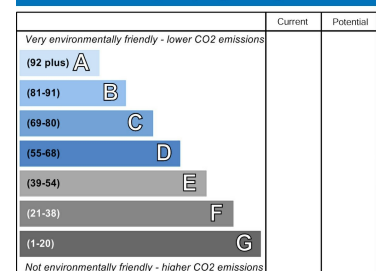 Current Potential
Very environmentally friendly - lower CO2 emissions
(92 plus) A
(81-91) B
(69-80) C
(55-68) D
(39-54) E
(21-38) F
(1-20) G
Not environmentally friendly - higher CO2 emissions